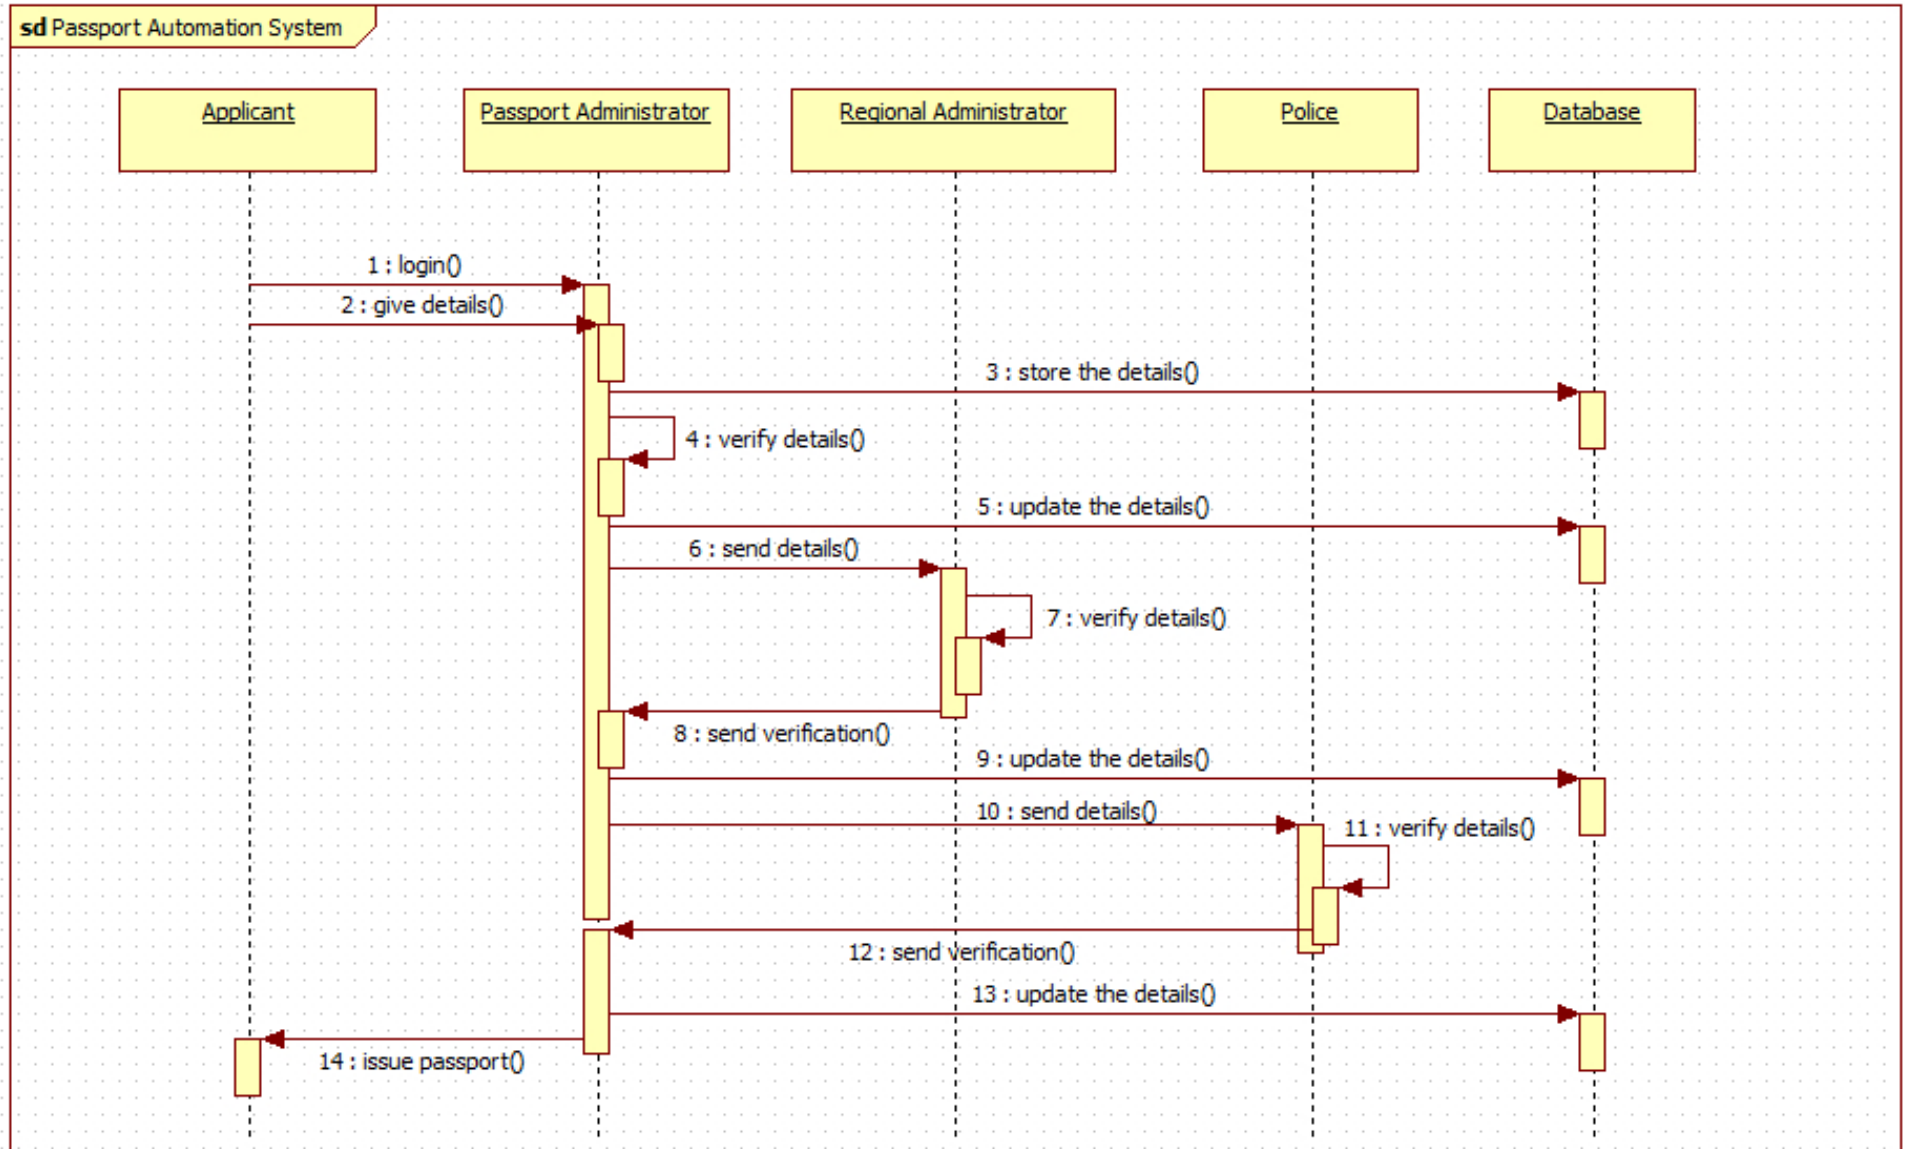 sd Passport Automation System
Applicant
Passport Administrator
Regional Administrator
Police
Database
1 : login()
2 : give details()
3 : store the details()
4 : verify details()
5 : update the details()
6 : send details()
7 : verify details()
8 : send verification()
9 : update the details()
10 : send details()
11 : verify details()
12 : send verification()
13 : update the details()
14 : issue passport()